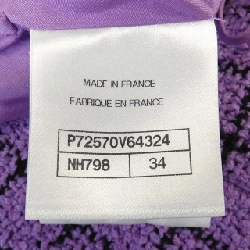 MADE IN FRANCE
FABRIQUE EN FRANCE
P72570V64324
NH798 34